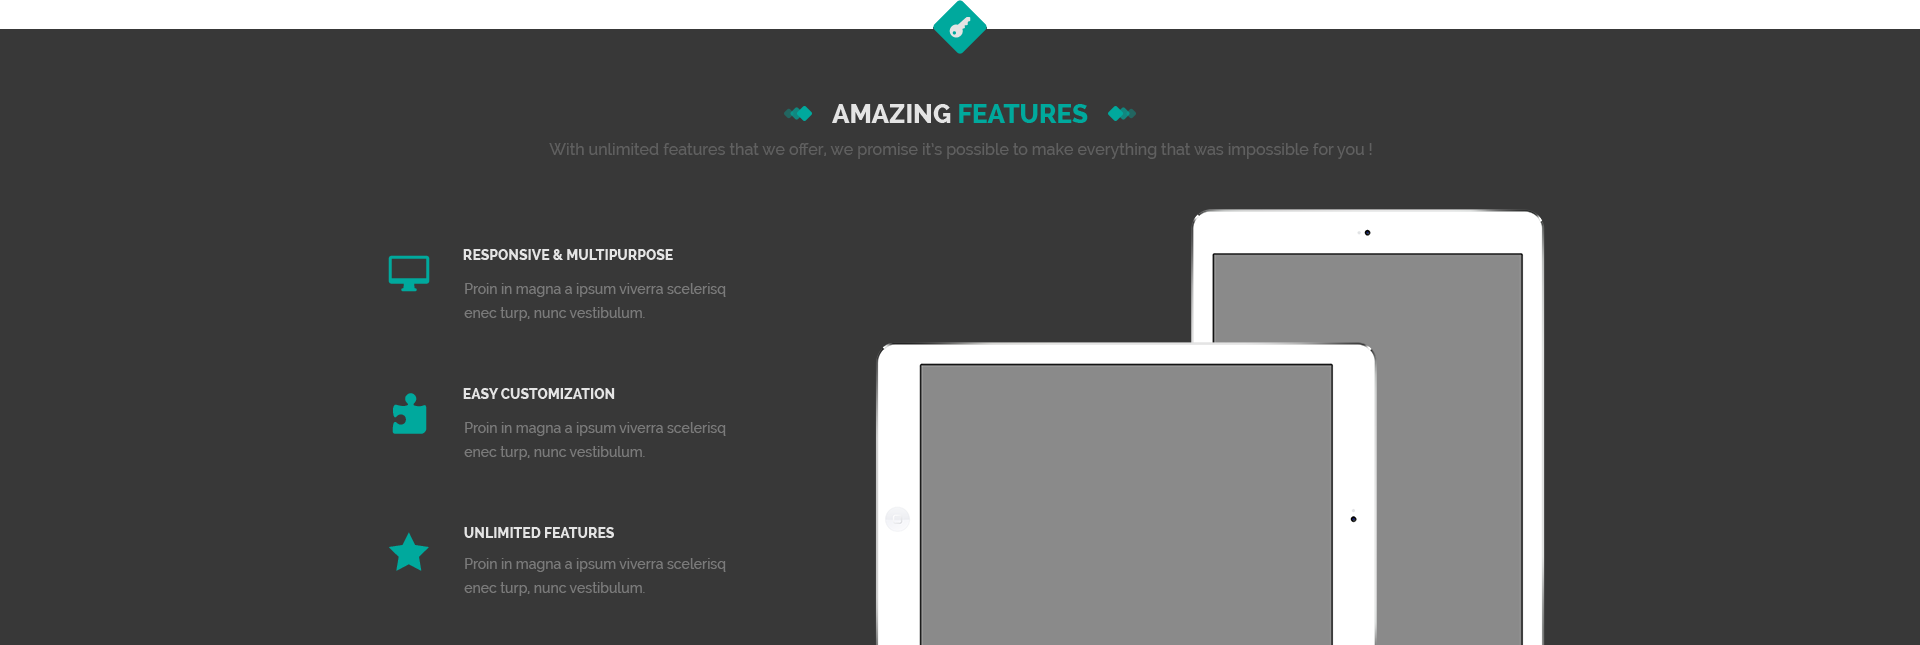 AMAZING FEATURES
With unlimited features that we offer, we promise it's possible to make everything that was impossible for you !
RESPONSIVE & MULTIPURPOSE
Proin in magna a ipsum viverra scelerisq
enec turp, nunc vestibulum.
EASY CUSTOMIZATION
Proin in magna a ipsum viverra scelerisq
enec turp, nunc vestibulum.
UNLIMITED FEATURES
Proin in magna a ipsum viverra scelerisq
enec turp, nunc vestibulum.